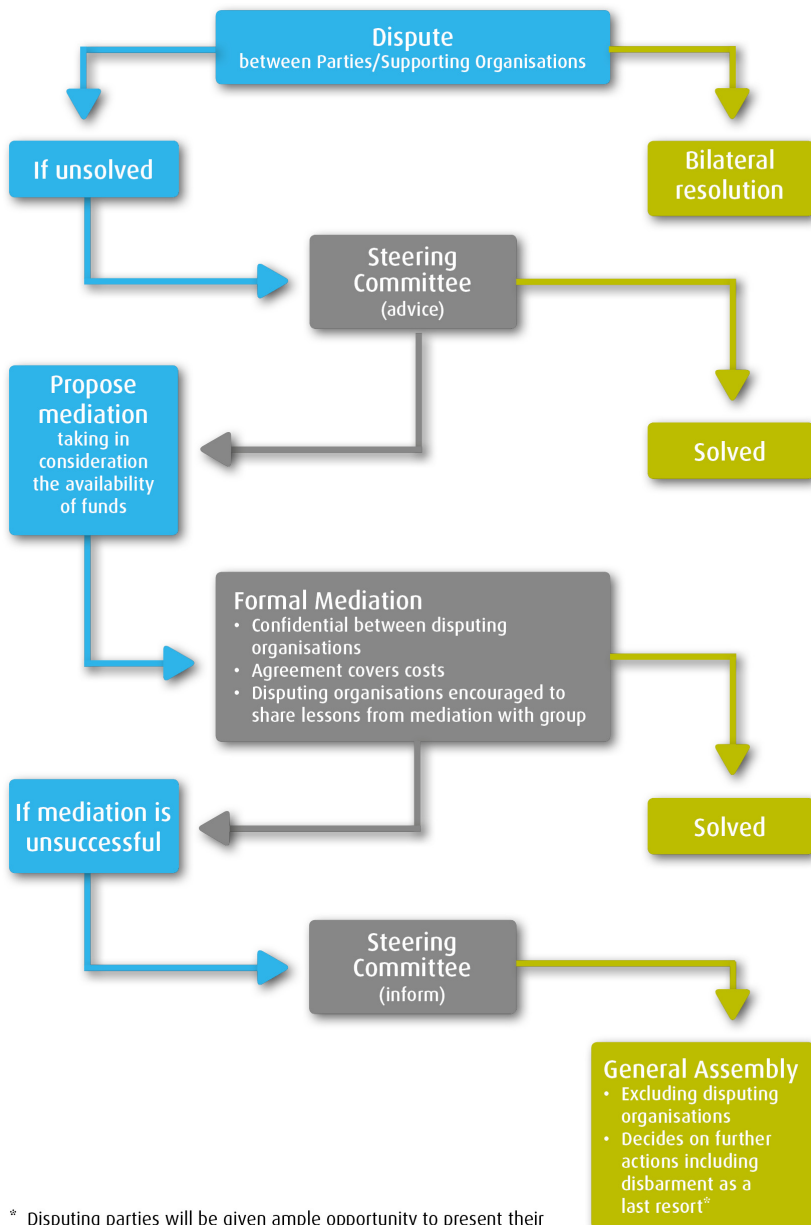 Dispute
between Parties/Supporting Organisations
If unsolved
Bilateral
resolution
Steering
Committee
(advice)
Propose
mediation
taking in
consideration
the availability
of funds
Solved
Formal Mediation
• Confidential between disputing
organisations
• Agreement covers costs
• Disputing organisations encouraged to
share lessons from mediation with group
If mediation is
unsuccessful
Solved
Steering
Committee
(inform)
General Assembly
• Excluding disputing
organisations
• Decides on further
actions including
disbarment as a
last resort*
* Disputing parties will be given ample opportunity to present their